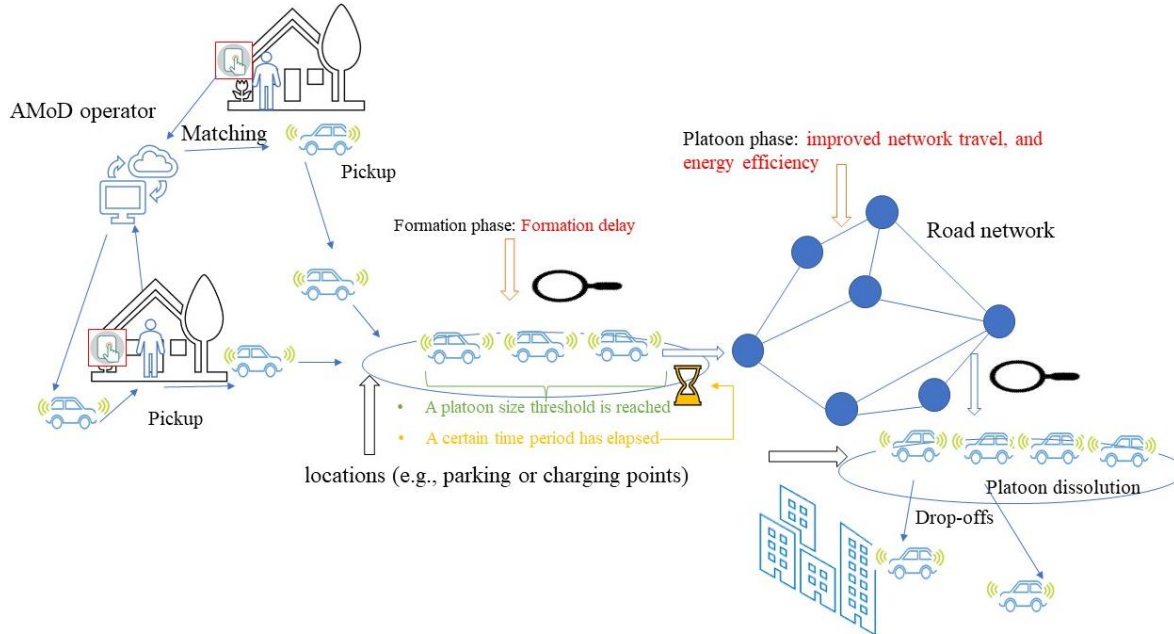 AMoD operator
Matching
Pickup
Platoon phase: improved network travel, and
energy efficiency
Formation phase: Formation delay
Road network
Pickup
• A platoon size threshold is reached
• A certain time period has elapsed
locations (e.g., parking or charging points)
Platoon dissolution
Drop-offs